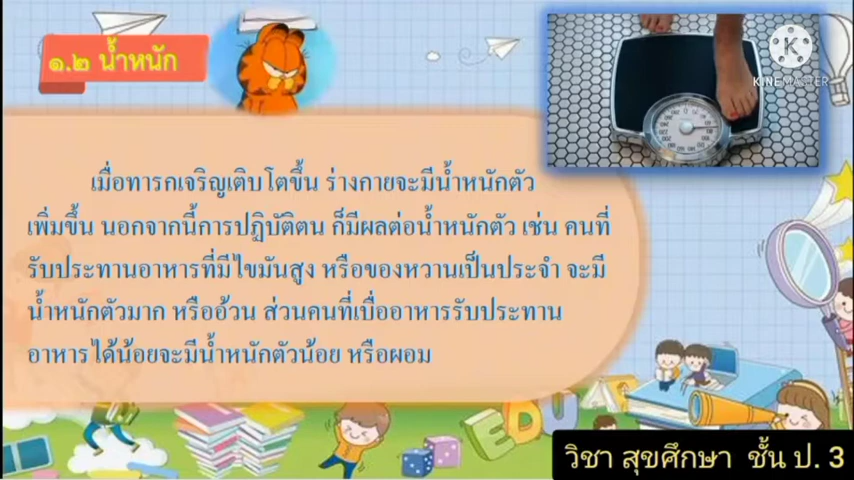 ๑.๒ น้ำหนัก
KINEMASTER
เมื่อทารกเจริญเติบโตขึ้น ร่างกายจะมีน้ำหนักตัว
เพิ่มขึ้น นอกจากนี้การปฏิบัติตน ก็มีผลต่อน้ำหนักตัว เช่น คนที่
รับประทานอาหารที่มีไขมันสูง หรือของหวานเป็นประจำ จะมี
น้ำหนักตัวมาก หรืออ้วน ส่วนคนที่เบื่ออาหารรับประทาน
อาหารได้น้อยจะมีน้ำหนักตัวน้อย หรือผอม
EDU
วิชา สุขศึกษา ชั้น ป. 3